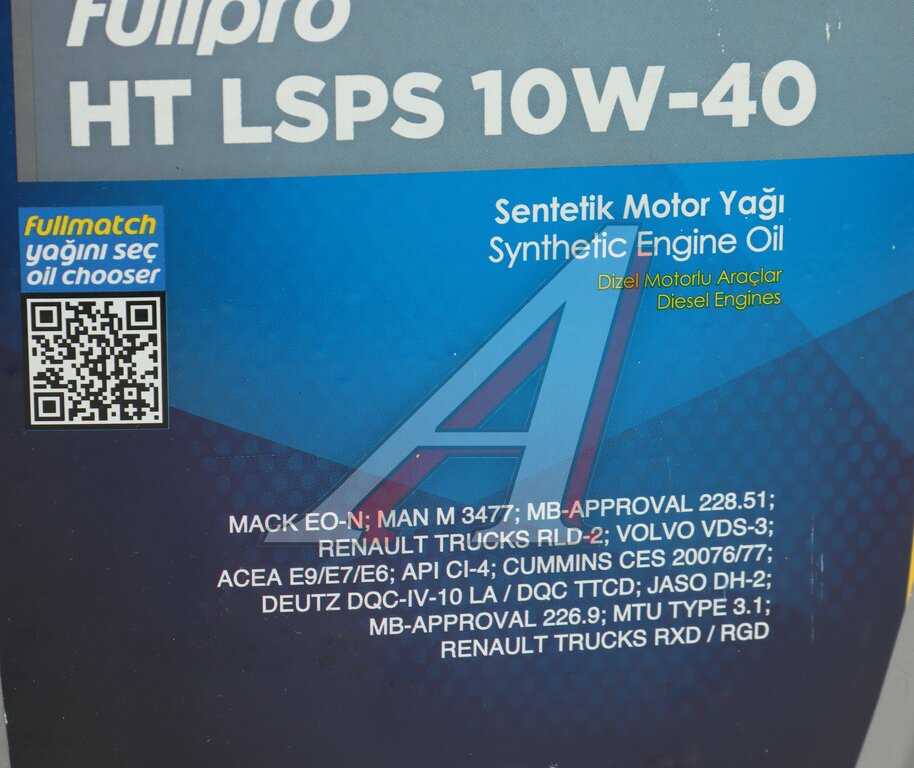 Fullpro
HT LSPS 10W-40
Fullmatch
yağını seç
oil chooser
Sentetik Motor Yağı
Synthetic Engine Oil
Dizel Motorlu Araçlar
Diesel Engines
MACK EO-N; MAN M 3477; MB-APPROVAL 228.51;
RENAULT TRUCKS RLD-2; VOLVO VDS-3;
ACEA E9/E7/E6; API CI-4; CUMMINS CES 20076/77;
DEUTZ DQC-IV-10 LA / DQC TTCD; JASO DH-2;
MB-APPROVAL 226.9; MTU TYPE 3.1;
RENAULT TRUCKS RXD / RGD